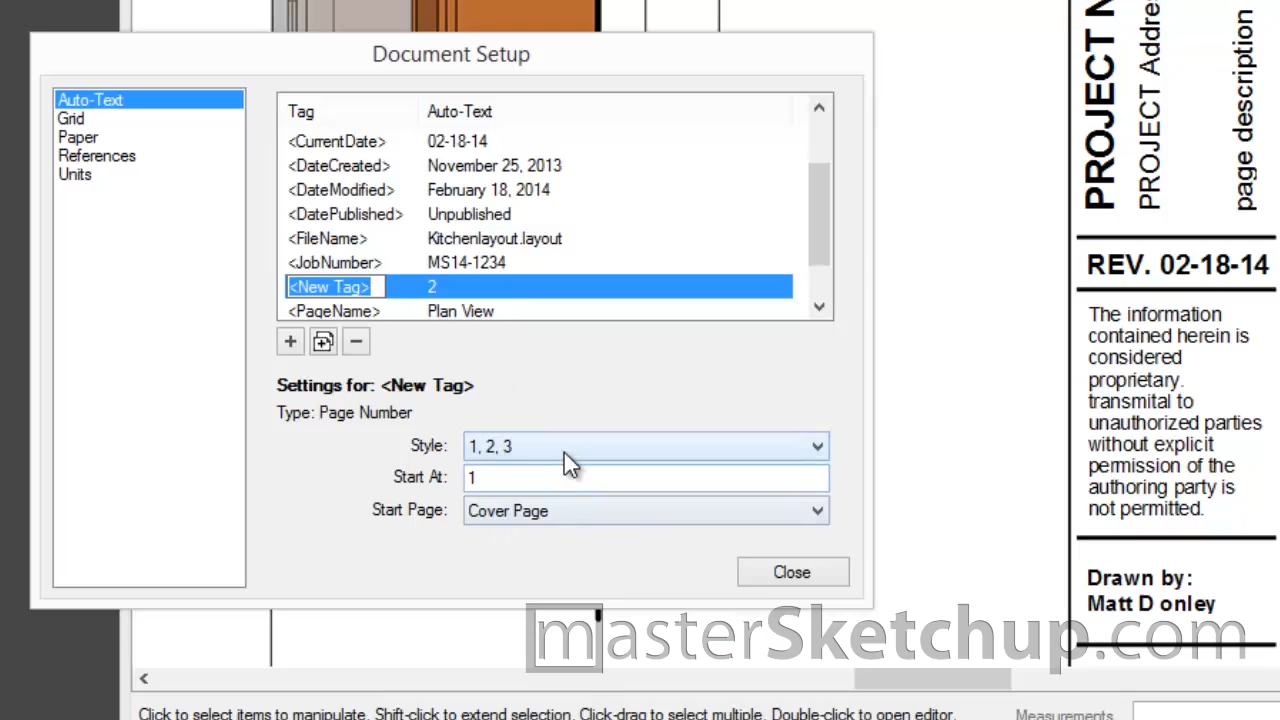 Document Setup
Auto-Text
Grid
Paper
References
Units
Tag Auto-Text
<CurrentDate> 02-18-14
<DateCreated> November 25, 2013
<DateModified> February 18, 2014
<DatePublished> Unpublished
<FileName> Kitchenlayout.layout
<JobNumber> MS14-1234
<New Tag> 2
<PageName> Plan View
Settings for: <New Tag>
Type: Page Number
Style: 1, 2, 3
Start At: 1
Start Page: Cover Page
Close
PROJECT N
PROJECT Addre
page description
REV. 02-18-14
The information
contained herein is
considered
proprietary.
transmital to
unauthorized parties
without explicit
permission of the
authoring party is
not permitted.
Drawn by:
Matt D onley
masterSketchup.com
Click to select items to manipulate. Shift-click to extend selection. Click-drag to select multiple. Double-click to open editor.
Measurements